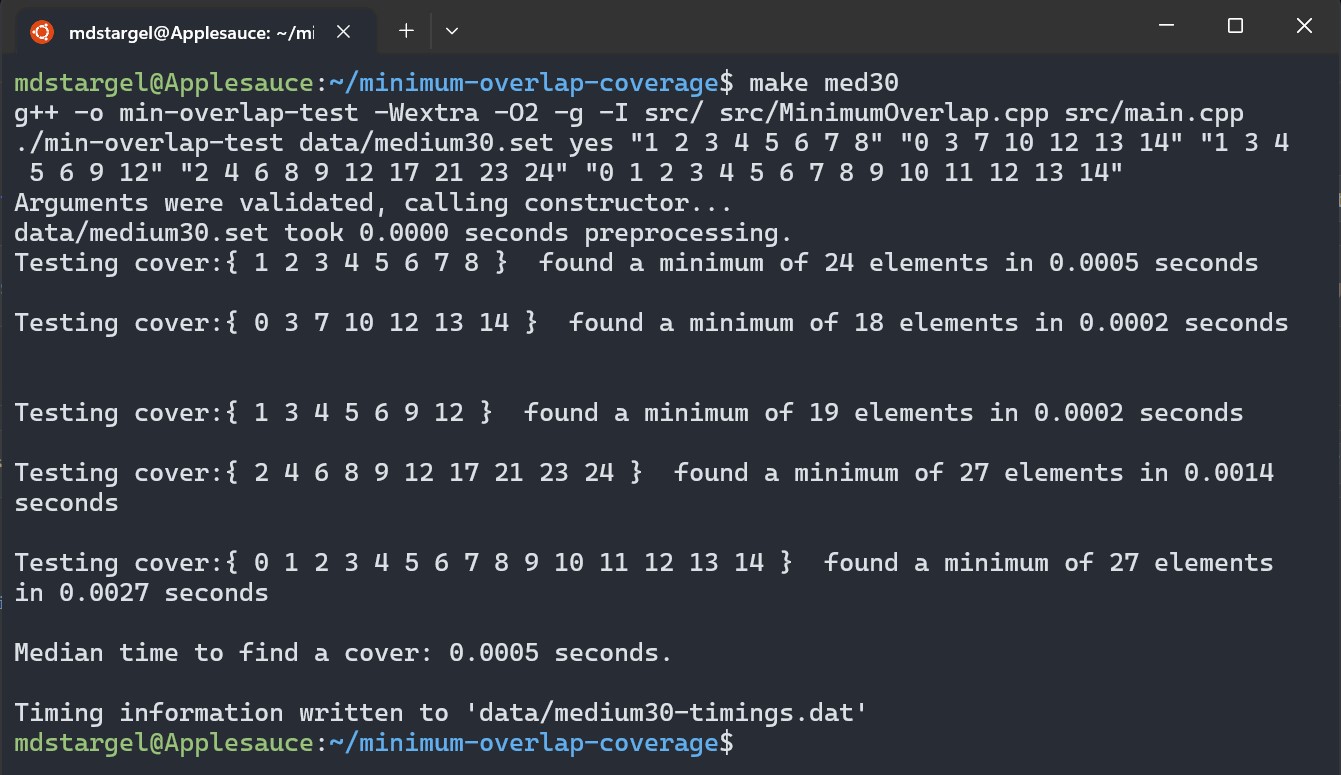 mdstargel@Applesauce: ~/mi
mdstargel@Applesauce:~/minimum-overlap-coverage$ make med30
g++ -o min-overlap-test -Wextra -O2 -g -I src/ src/MinimumOverlap.cpp src/main.cpp
./min-overlap-test data/medium30.set yes "1 2 3 4 5 6 7 8" "0 3 7 10 12 13 14" "1 3 4
5 6 9 12" "2 4 6 8 9 12 17 21 23 24" "0 1 2 3 4 5 6 7 8 9 10 11 12 13 14"
Arguments were validated, calling constructor...
data/medium30.set took 0.0000 seconds preprocessing.
Testing cover:{ 1 2 3 4 5 6 7 8 }  found a minimum of 24 elements in 0.0005 seconds
Testing cover:{ 0 3 7 10 12 13 14 }  found a minimum of 18 elements in 0.0002 seconds
Testing cover:{ 1 3 4 5 6 9 12 }  found a minimum of 19 elements in 0.0002 seconds
Testing cover:{ 2 4 6 8 9 12 17 21 23 24 }  found a minimum of 27 elements in 0.0014
seconds
Testing cover:{ 0 1 2 3 4 5 6 7 8 9 10 11 12 13 14 }  found a minimum of 27 elements
in 0.0027 seconds
Median time to find a cover: 0.0005 seconds.
Timing information written to 'data/medium30-timings.dat'
mdstargel@Applesauce:~/minimum-overlap-coverage$